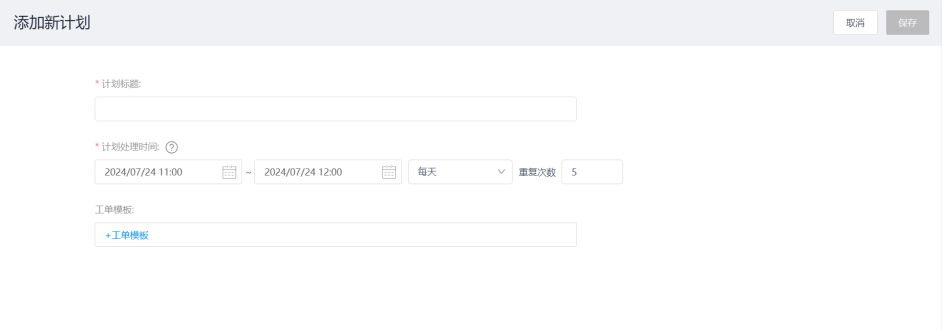 添加新计划
取消
保存
* 计划标题:
* 计划处理时间: ?
2024/07/24 11:00 ~ 2024/07/24 12:00 每天 重复次数 5
工单模板:
+工单模板